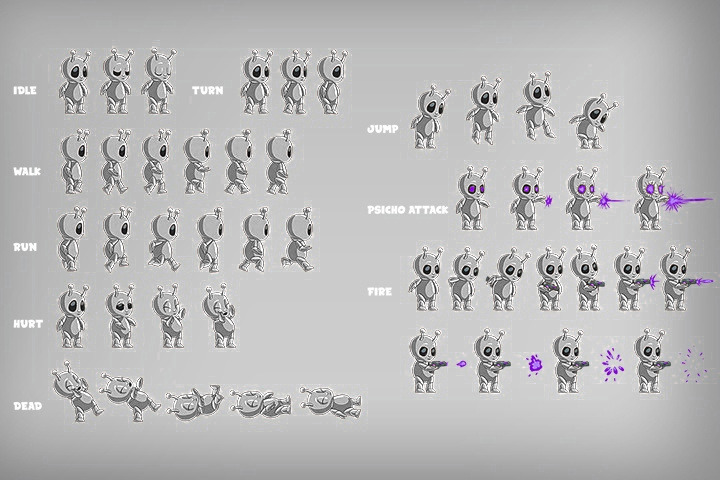 IDLE
TURN
WALK
RUN
HURT
DEAD
JUMP
PSICHO ATTACK
FIRE